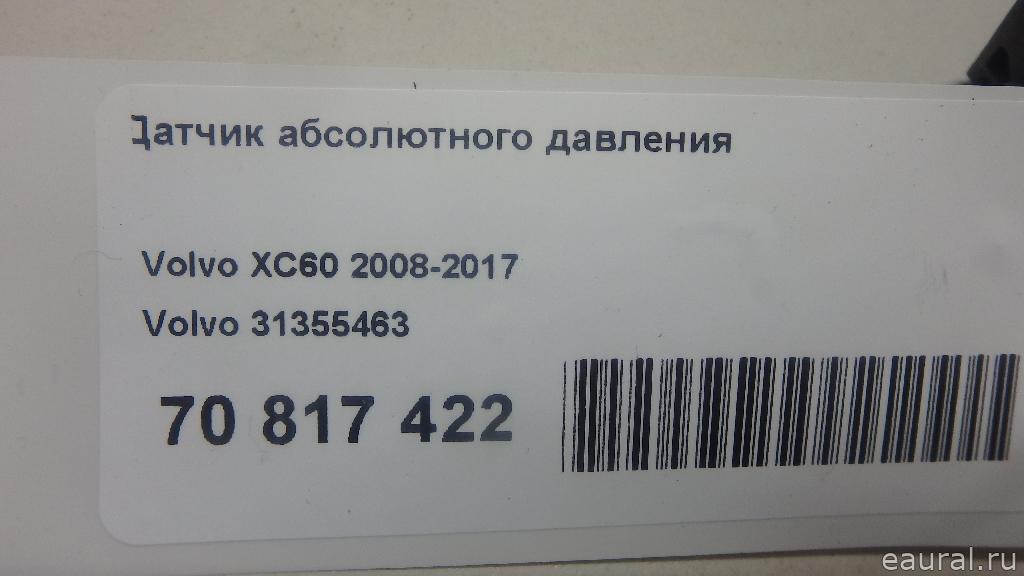 Датчик абсолютного давления
Volvo XC60 2008-2017
Volvo 31355463
70 817 422
eaural.ru